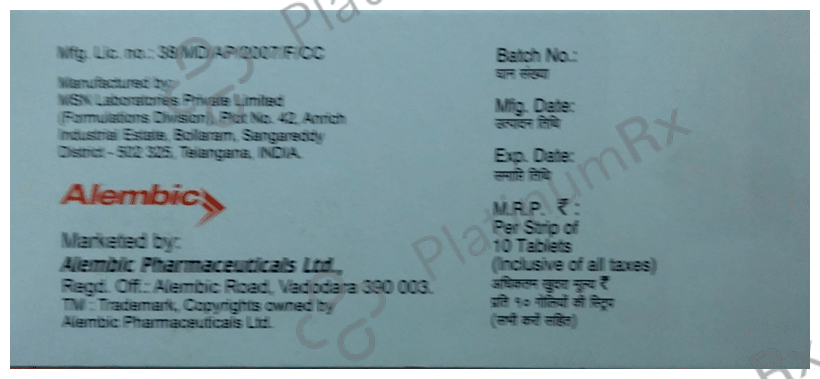 Mfg. Lic. no.: 38/MD/AP/2007/F/CC
Manufactured by:
MSN Laboratories Private Limited
(Formulations Division), Plot No. 42, Anrich
Industrial Estate, Bollaram, Sangareddy
District - 502 325, Telangana, INDIA.
Alembic
Marketed by:
Alembic Pharmaceuticals Ltd.,
Regd. Off.: Alembic Road, Vadodara 390 003.
TM : Trademark, Copyrights owned by
Alembic Pharmaceuticals Ltd.
Batch No.:
घान संख्या
Mfg. Date:
उत्पादन तिथि
Exp. Date:
समाप्ति तिथि
M.R.P. ₹ :
Per Strip of
10 Tablets
(Inclusive of all taxes)
अधिकतम खुदरा मूल्य ₹
प्रति १० गोलियों की स्ट्रिप
(सभी करों सहित)
PlatinumRx